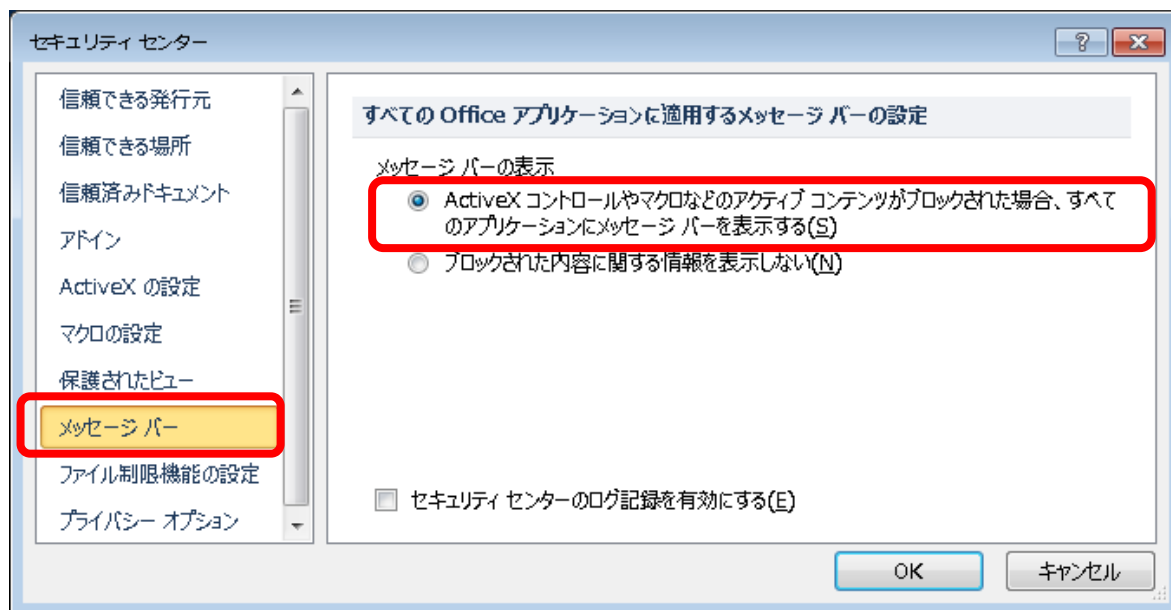 セキュリティ センター
信頼できる発行元
信頼できる場所
信頼済みドキュメント
アドイン
ActiveX の設定
マクロの設定
保護されたビュー
メッセージ バー
ファイル制限機能の設定
プライバシー オプション
すべての Office アプリケーションに適用するメッセージ バーの設定
メッセージ バーの表示
ActiveX コントロールやマクロなどのアクティブ コンテンツがブロックされた場合、すべて
のアプリケーションにメッセージ バーを表示する(S)
ブロックされた内容に関する情報を表示しない(N)
セキュリティ センターのログ記録を有効にする(E)
OK
キャンセル